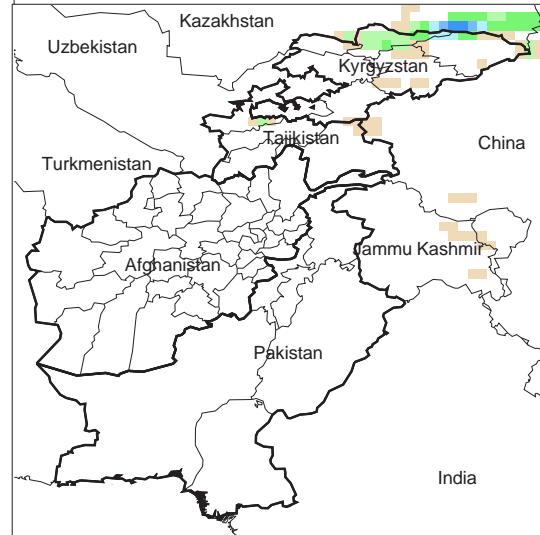 Kazakhstan
Uzbekistan
Kyrgyzstan
Tajikistan
China
Turkmenistan
Jammu Kashmir
Afghanistan
Pakistan
India